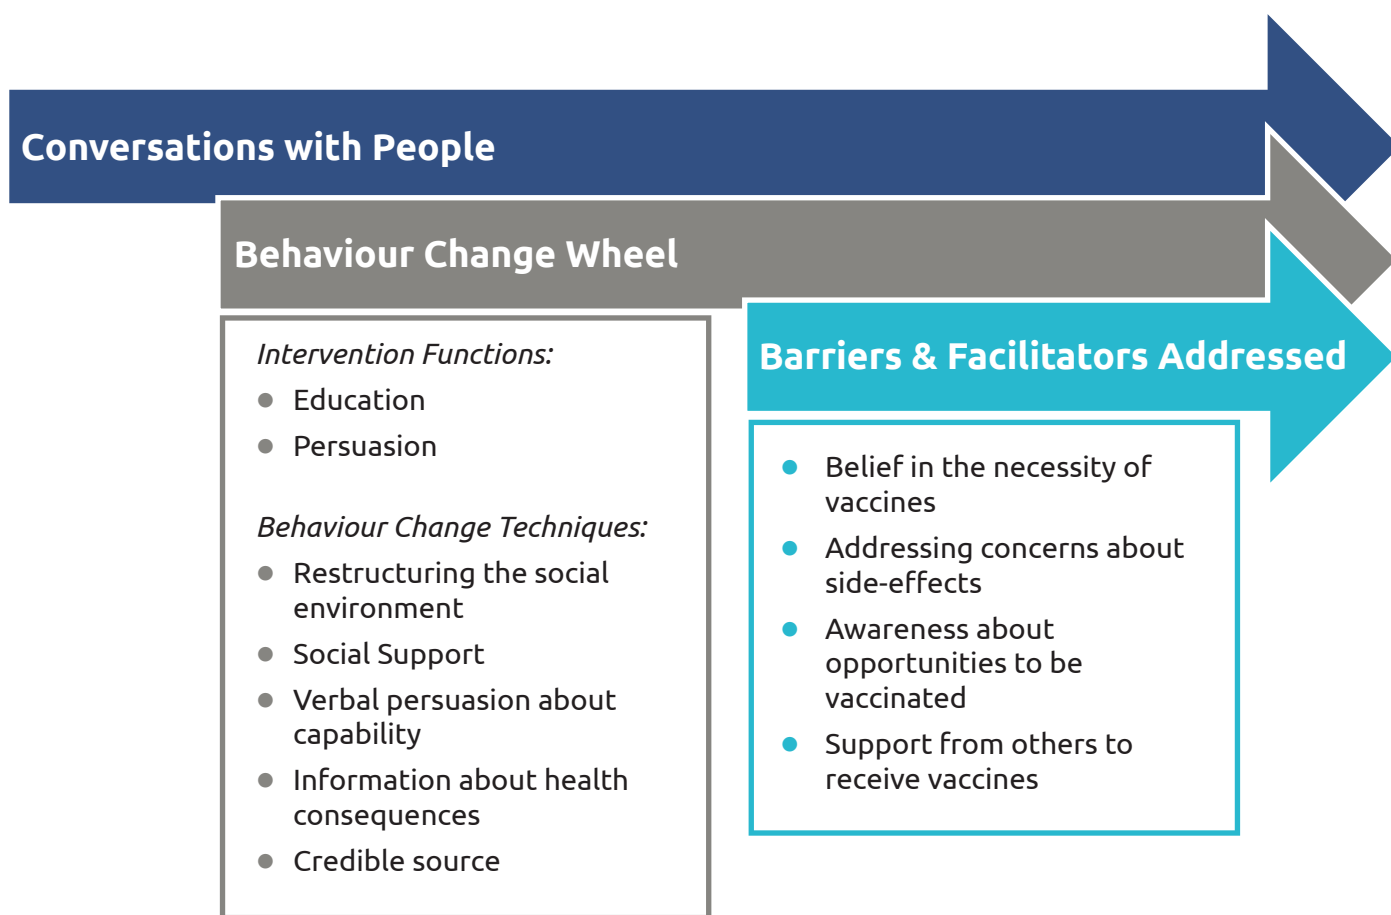 Conversations with People
Behaviour Change Wheel
Intervention Functions:
Education
Persuasion
Behaviour Change Techniques:
Restructuring the social
environment
Social Support
Verbal persuasion about
capability
Information about health
consequences
Credible source
Barriers & Facilitators Addressed
Belief in the necessity of
vaccines
Addressing concerns about
side-effects
Awareness about
opportunities to be
vaccinated
Support from others to
receive vaccines